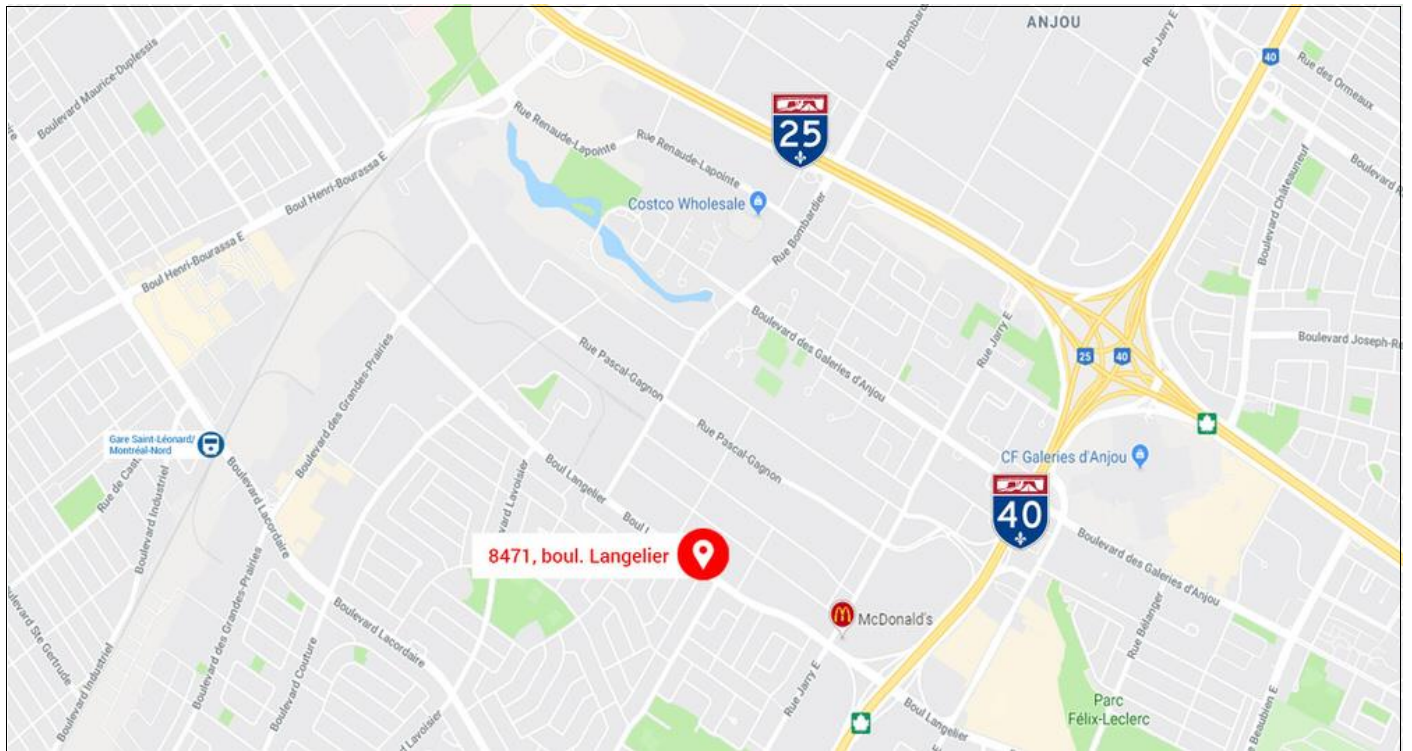 ANJOU
Rue Bombard
Rue Jarry E
40
Rue des Ormeaux
Boulevard Maurice-Duplessis
Rue Renaude-Lapointe
25
Rue Renaude-Lapointe
Boul Henri-Bourassa E
Boulevard Châteauneuf
Boulevard
Costco Wholesale
Rue Bombardier
Boul Henri-Bourassa E
Boulevard des Galeries d'Anjou
Rue Jarry E
Boulevard Joseph-R
25
40
Rue Pascal-Gagnon
Boulevard des Grandes-Prairies
Gare Saint-Léonard/
Montréal-Nord
Rue Pascal-Gagnon
CF Galeries d'Anjou
Rue de Cast
Boulevard Industriel
Boulevard Lacordaire
Boul Langelier
40
Boul
8471, boul. Langelier
Boulevard des Galeries d'Anjou
McDonald's
Rue Bélanger
Boulevard Ste Gertrude
Boulevard Industriel
Boulevard des Grandes-Prairies
Boulevard Couture
Boulevard Lacordaire
Boulevard Lavoisier
Rue Jarry E
Boul Langelier
Parc
Félix-Leclerc
Beaubien E